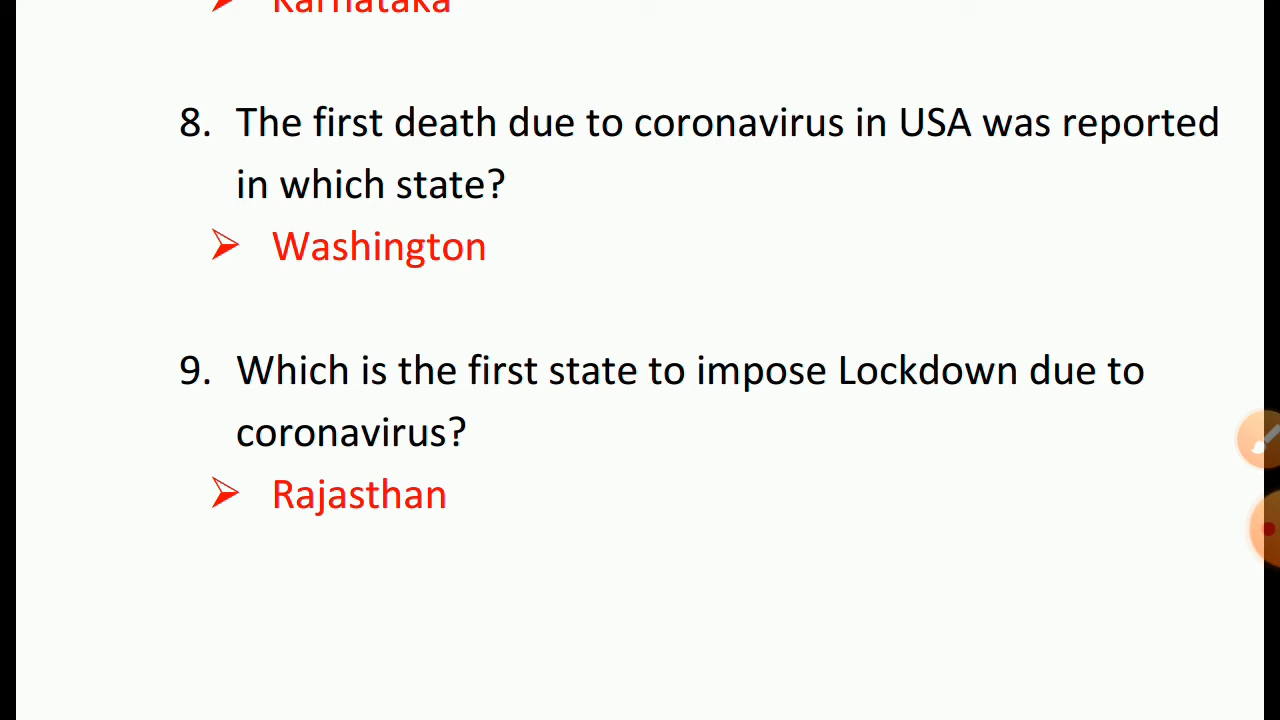 ➢ Karnataka
8. The first death due to coronavirus in USA was reported
in which state?
➢ Washington
9. Which is the first state to impose Lockdown due to
coronavirus?
➢ Rajasthan